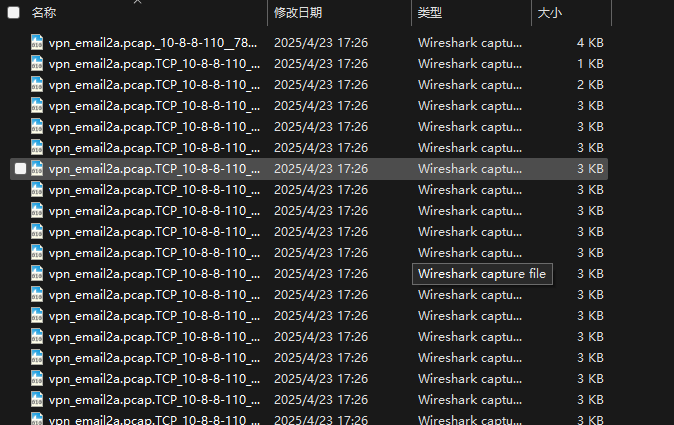 名称 修改日期 类型 大小
vpn_email2a.pcap._10-8-8-110__78... 2025/4/23 17:26 Wireshark captu... 4 KB
vpn_email2a.pcap.TCP_10-8-8-110_... 2025/4/23 17:26 Wireshark captu... 1 KB
vpn_email2a.pcap.TCP_10-8-8-110_... 2025/4/23 17:26 Wireshark captu... 2 KB
vpn_email2a.pcap.TCP_10-8-8-110_... 2025/4/23 17:26 Wireshark captu... 3 KB
vpn_email2a.pcap.TCP_10-8-8-110_... 2025/4/23 17:26 Wireshark captu... 3 KB
vpn_email2a.pcap.TCP_10-8-8-110_... 2025/4/23 17:26 Wireshark captu... 3 KB
vpn_email2a.pcap.TCP_10-8-8-110_... 2025/4/23 17:26 Wireshark captu... 3 KB
vpn_email2a.pcap.TCP_10-8-8-110_... 2025/4/23 17:26 Wireshark captu... 3 KB
vpn_email2a.pcap.TCP_10-8-8-110_... 2025/4/23 17:26 Wireshark captu... 3 KB
vpn_email2a.pcap.TCP_10-8-8-110_... 2025/4/23 17:26 Wireshark captu... 3 KB
vpn_email2a.pcap.TCP_10-8-8-110_... 2025/4/23 17:26 Wireshark captu... 3 KB
vpn_email2a.pcap.TCP_10-8-8-110_... 2025/4/23 17:26 Wireshark capture file 3 KB
vpn_email2a.pcap.TCP_10-8-8-110_... 2025/4/23 17:26 Wireshark captu... 3 KB
vpn_email2a.pcap.TCP_10-8-8-110_... 2025/4/23 17:26 Wireshark captu... 3 KB
vpn_email2a.pcap.TCP_10-8-8-110_... 2025/4/23 17:26 Wireshark captu... 3 KB
vpn_email2a.pcap.TCP_10-8-8-110_... 2025/4/23 17:26 Wireshark captu... 3 KB
vpn_email2a.pcap.TCP_10-8-8-110_... 2025/4/23 17:26 Wireshark captu... 3 KB
vpn_email2a.pcap.TCP_10-8-8-110_... 2025/4/23 17:26 Wireshark captu... 3 KB
vpn_email2a.pcap.TCP_10-8-8-110_... 2025/4/23 17:26 Wireshark captu... 3 KB